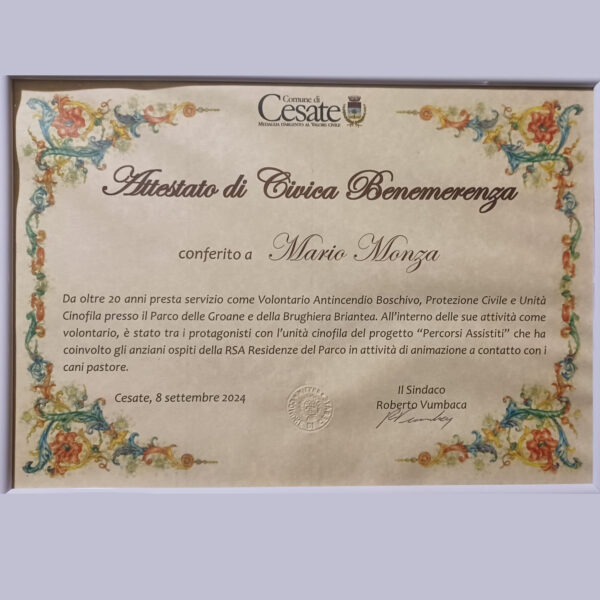 Comune di
Cesate
Medaglia d'argento al Valore civile
Attestato di Civica Benemerenza
conferito a Mario Monza
Da oltre 20 anni presta servizio come Volontario Antincendio Boschivo, Protezione Civile e Unità
Cinofila presso il Parco delle Groane e della Brughiera Briantea. All'interno delle sue attività come
volontario, è stato tra i protagonisti con l'unità cinofila del progetto "Percorsi Assistiti" che ha
coinvolto gli anziani ospiti della RSA Residenze del Parco in attività di animazione a contatto con i
cani pastore.
Cesate, 8 settembre 2024
Il Sindaco
Roberto Vumbaca